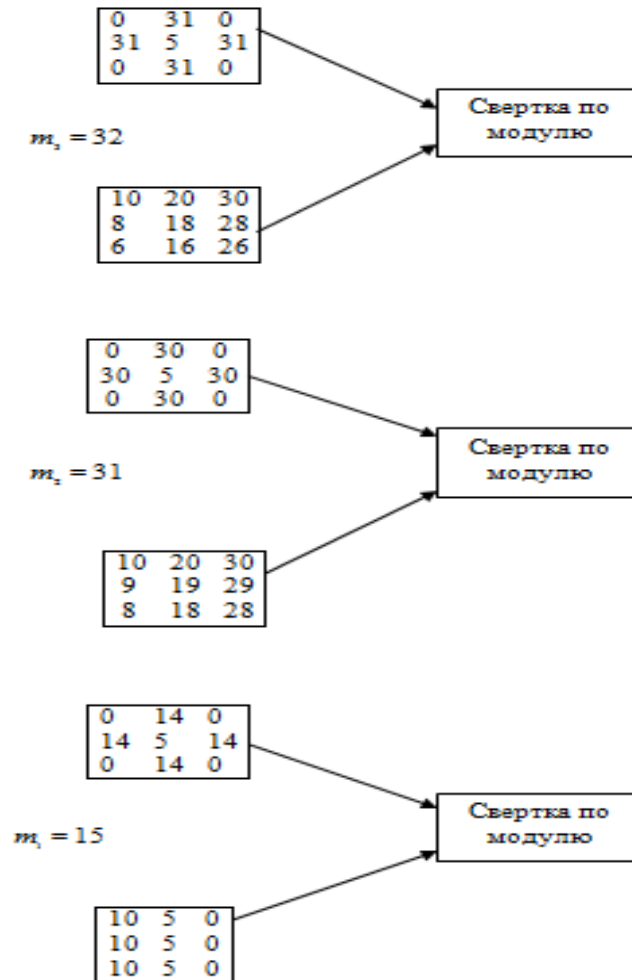 0 31 0
31 5 31
0 31 0
Свертка по
модулю
m₃ = 32
10 20 30
8 18 28
6 16 26
0 30 0
30 5 30
0 30 0
Свертка по
модулю
m₂ = 31
10 20 30
9 19 29
8 18 28
0 14 0
14 5 14
0 14 0
Свертка по
модулю
m₁ = 15
10 5 0
10 5 0
10 5 0